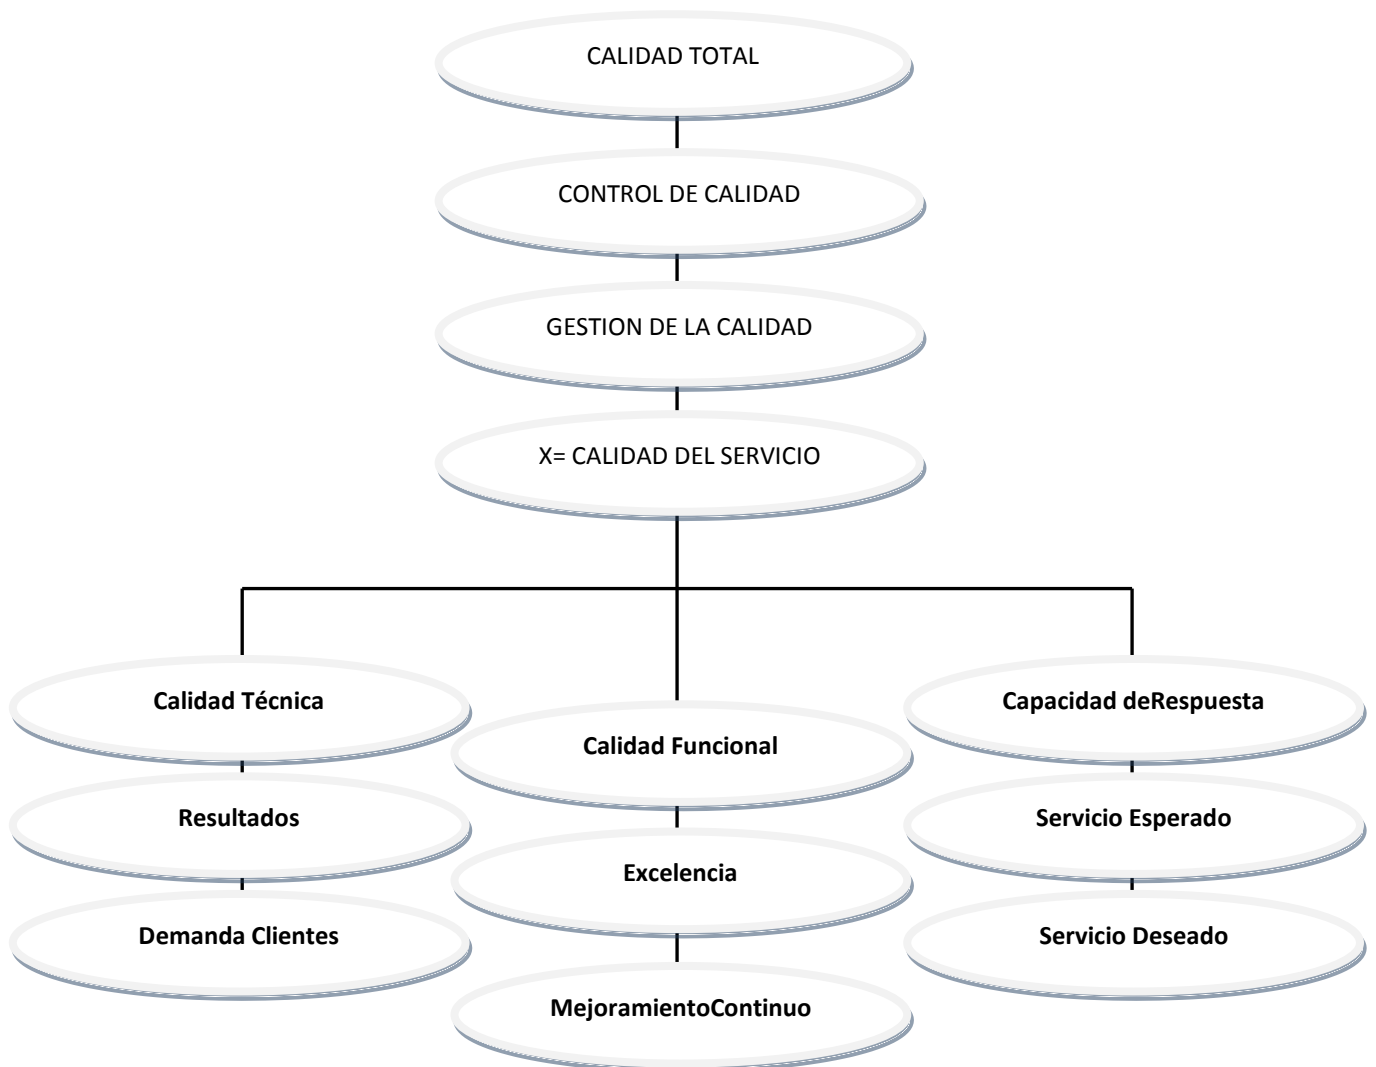 CALIDAD TOTAL
CONTROL DE CALIDAD
GESTION DE LA CALIDAD
X= CALIDAD DEL SERVICIO
Calidad Técnica
Resultados
Demanda Clientes
Calidad Funcional
Excelencia
MejoramientoContinuo
Capacidad deRespuesta
Servicio Esperado
Servicio Deseado